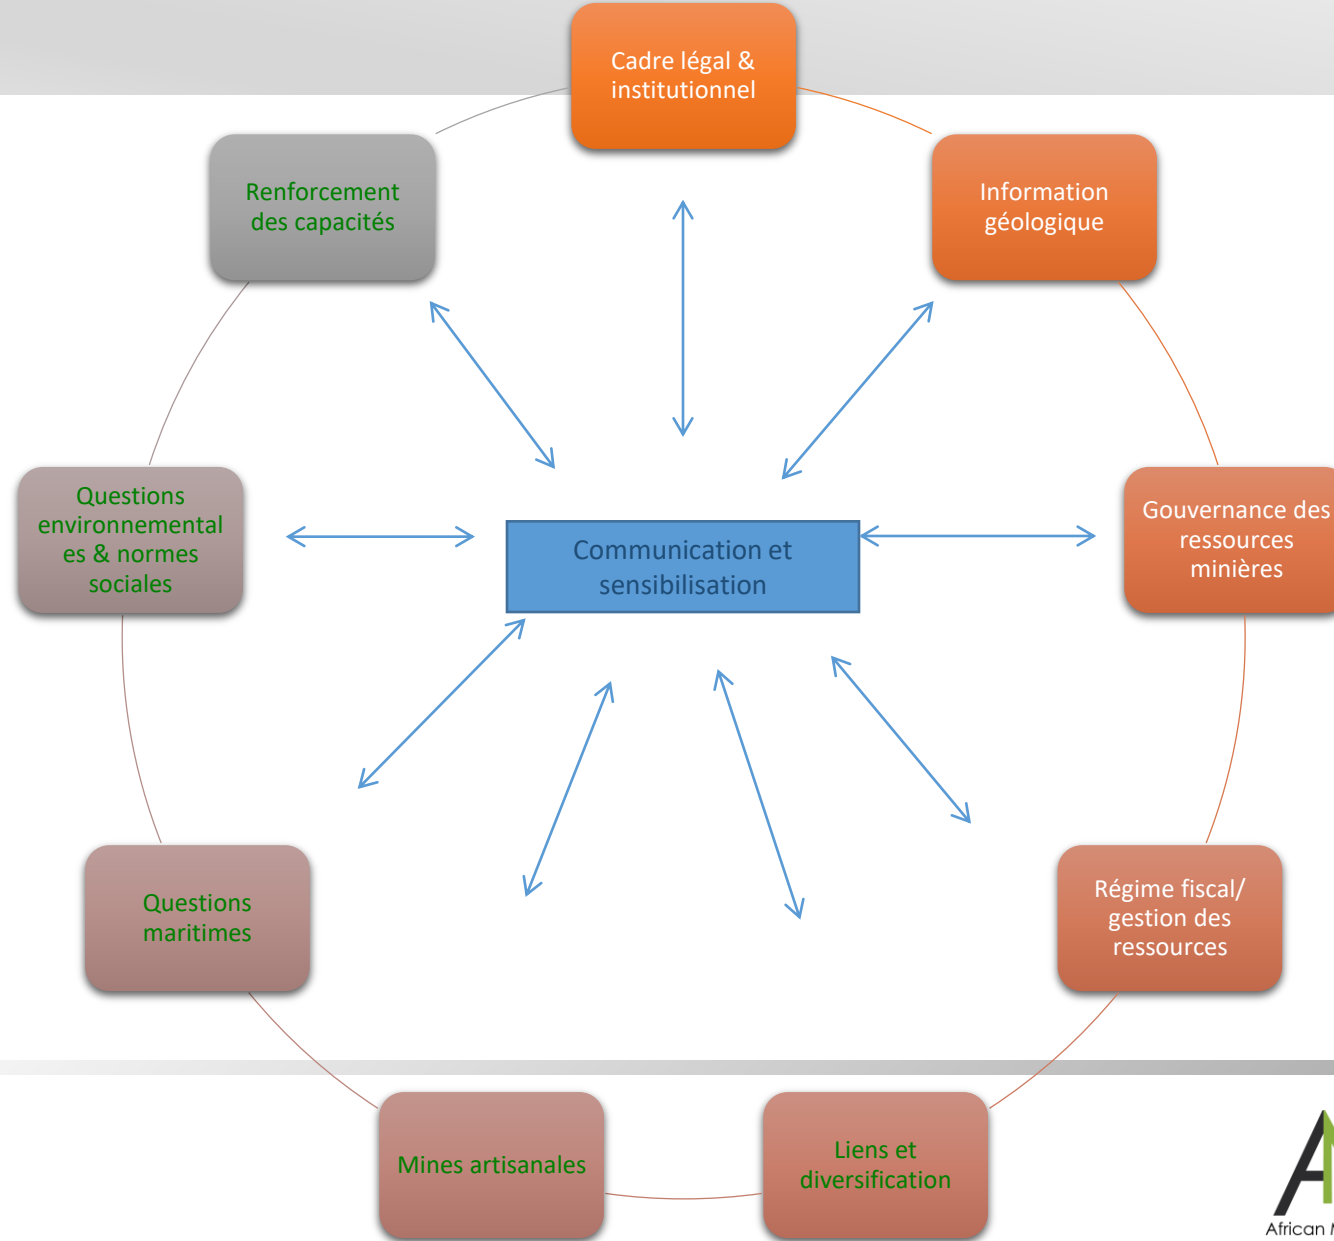 Cadre légal &
institutionnel
Information
géologique
Gouvernance des
ressources
minières
Régime fiscal/
gestion des
ressources
Liens et
diversification
Mines artisanales
Questions
maritimes
Questions
environnemental
es & normes
sociales
Renforcement
des capacités
Communication et
sensibilisation
African